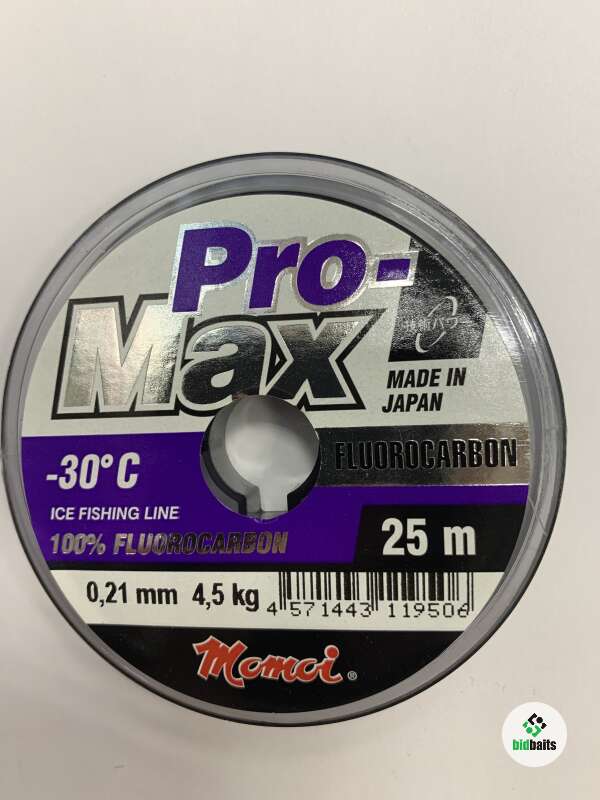 Pro-
Max
MADE IN
JAPAN
FLUOROCARBON
-30°C
ICE FISHING LINE
100% FLUOROCARBON
25 m
0,21 mm 4,5 kg
4 571443 119506
Momoi ®
bidbaits